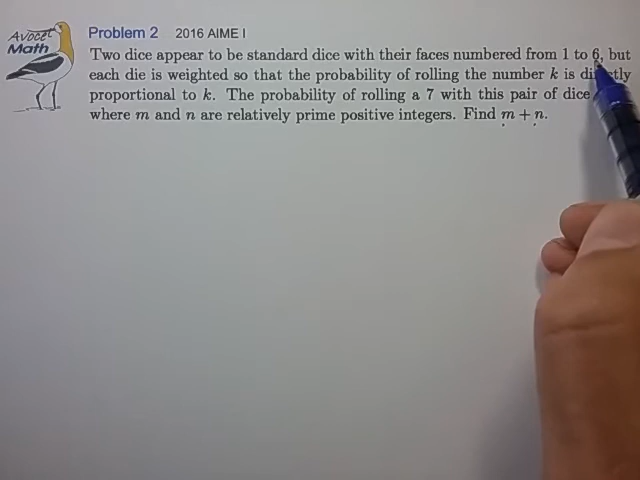 Avocet
Math
Problem 2 2016 AIME I
Two dice appear to be standard dice with their faces numbered from 1 to 6, but
each die is weighted so that the probability of rolling the number k is directly
proportional to k. The probability of rolling a 7 with this pair of dice
where m and n are relatively prime positive integers. Find m + n.